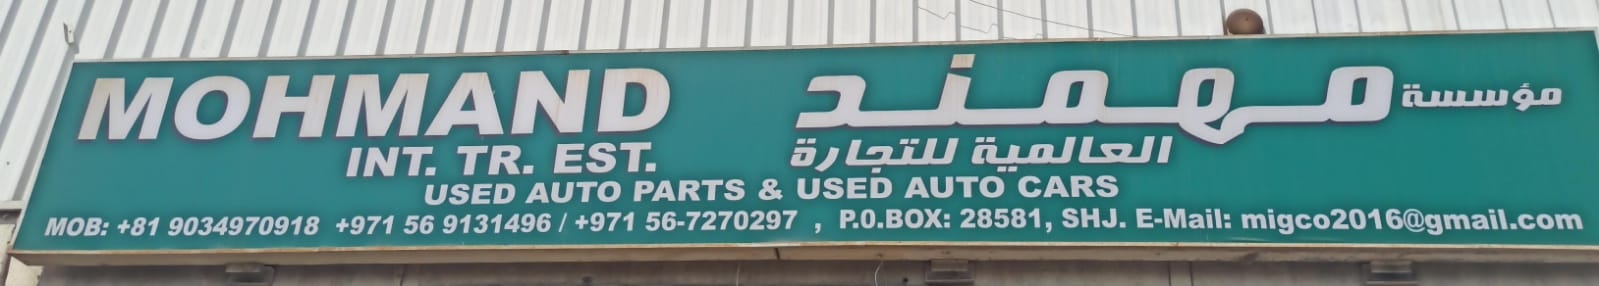 MOHMAND
مؤسسة مهمند
INT. TR. EST.
العالمية للتجارة
USED AUTO PARTS & USED AUTO CARS
MOB: +81 9034970918 +971 56 9131496 / +971 56-7270297 , P.O.BOX: 28581, SHJ. E-Mail: migco2016@gmail.com